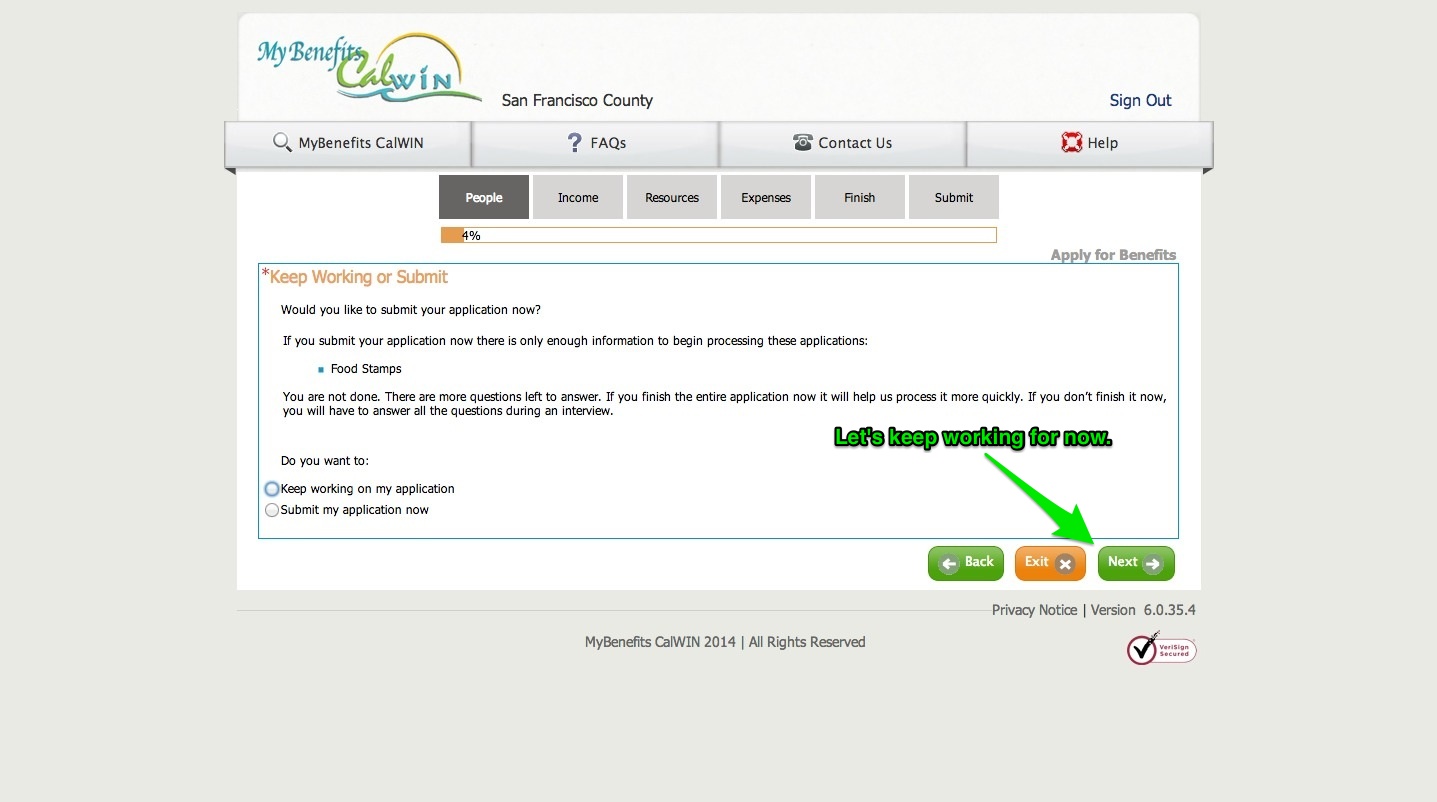 My Benefits
CalWIN
San Francisco County
Sign Out
MyBenefits CalWIN
? FAQs
Contact Us
Help
People
Income
Resources
Expenses
Finish
Submit
4%
Apply for Benefits
*Keep Working or Submit
Would you like to submit your application now?
If you submit your application now there is only enough information to begin processing these applications:
Food Stamps
You are not done. There are more questions left to answer. If you finish the entire application now it will help us process it more quickly. If you don’t finish it now,
you will have to answer all the questions during an interview.
Let's keep working for now.
Do you want to:
Keep working on my application
Submit my application now
Back
Exit
Next
Privacy Notice | Version 6.0.35.4
MyBenefits CalWIN 2014 | All Rights Reserved
VeriSign
Secured